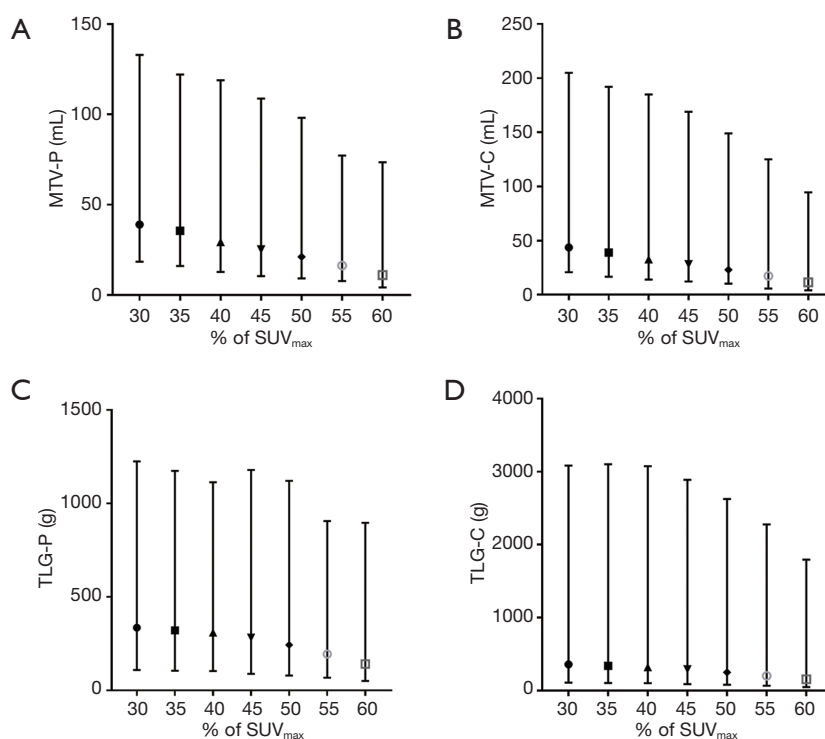 A
MTV-P (mL)
150
100
50
0
30 35 40 45 50 55 60
% of SUVmax
B
MTV-C (mL)
250
200
150
100
50
0
30 35 40 45 50 55 60
% of SUVmax
C
TLG-P (g)
1500
1000
500
0
30 35 40 45 50 55 60
% of SUVmax
D
TLG-C (g)
4000
3000
2000
1000
0
30 35 40 45 50 55 60
% of SUVmax